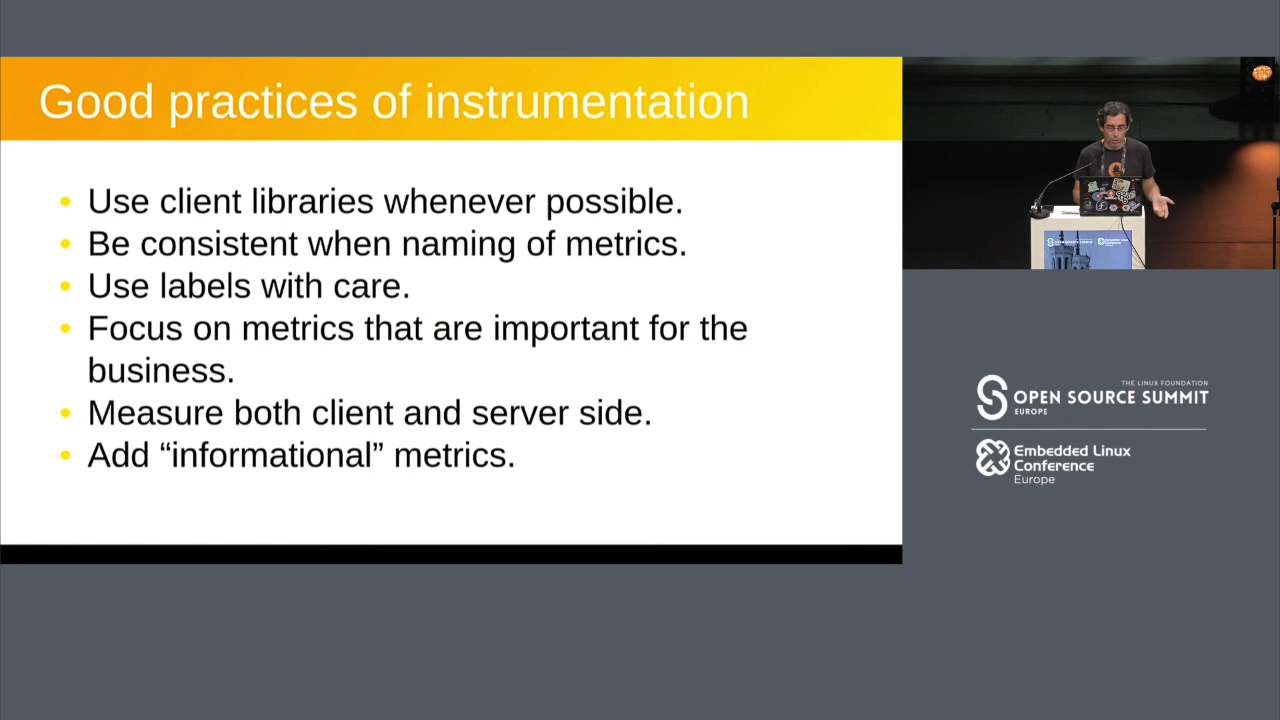 Good practices of instrumentation
• Use client libraries whenever possible.
• Be consistent when naming of metrics.
• Use labels with care.
• Focus on metrics that are important for the
business.
• Measure both client and server side.
• Add “informational” metrics.
THE LINUX FOUNDATION
OPEN SOURCE SUMMIT
EUROPE
Embedded Linux
Conference
Europe